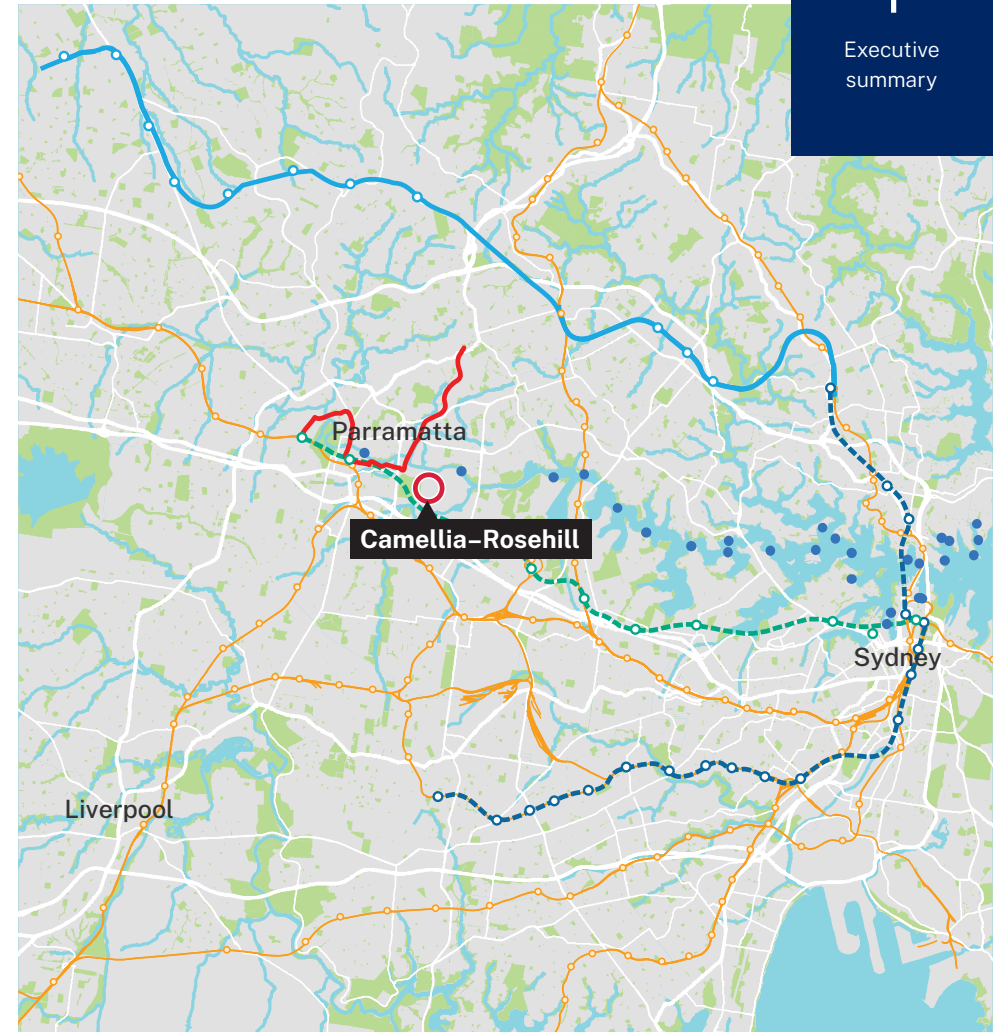 Executive
summary
Parramatta
Camellia–Rosehill
Sydney
Liverpool